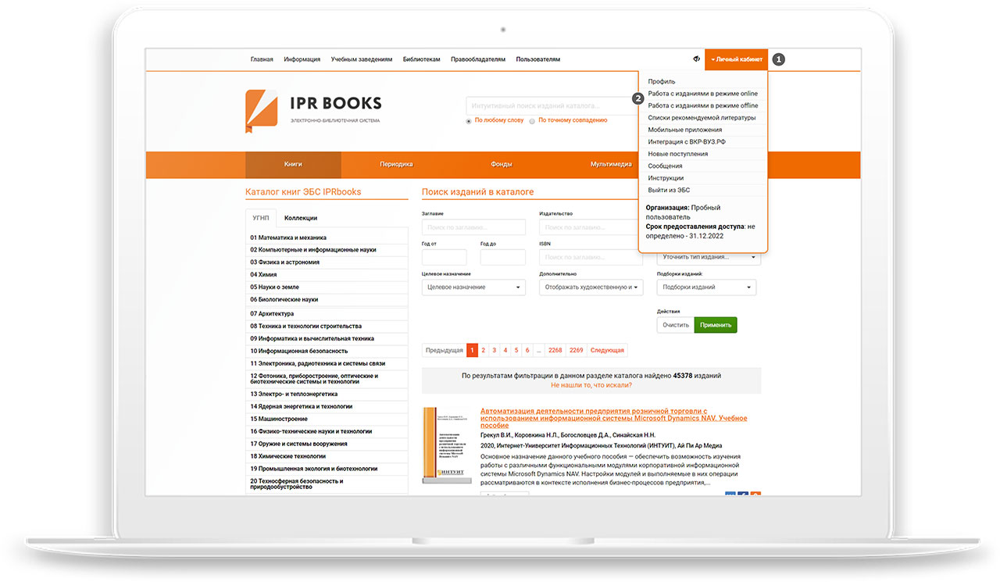 Главная Информация Учебным заведениям Библиотекам Правообладателям Пользователям
Личный кабинет
1
IPR BOOKS
ЭЛЕКТРОННО-БИБЛИОТЕЧНАЯ СИСТЕМА
Интуитивный поиск изданий каталога...
По любому слову По точному совпадению
2
Профиль
Работа с изданиями в режиме online
Работа с изданиями в режиме offline
Списки рекомендуемой литературы
Мобильные приложения
Интеграция с ВКР-ВУЗ.РФ
Новые поступления
Сообщения
Инструкции
Выйти из ЭБС
Организация: Пробный
пользователь
Срок предоставления доступа: не
определено - 31.12.2022
Книги Периодика Фонды Мультимедиа
Каталог книг ЭБС IPRbooks
УГНП Коллекции
01 Математика и механика
02 Компьютерные и информационные науки
03 Физика и астрономия
04 Химия
05 Науки о земле
06 Биологические науки
07 Архитектура
08 Техника и технологии строительства
09 Информатика и вычислительная техника
10 Информационная безопасность
11 Электроника, радиотехника и системы связи
12 Фотоника, приборостроение, оптические и
биотехнические системы и технологии
13 Электро- и теплоэнергетика
14 Ядерная энергетика и технологии
15 Машиностроение
16 Физико-технические науки и технологии
17 Оружие и системы вооружения
18 Химические технологии
19 Промышленная экология и биотехнологии
20 Техносферная безопасность и
природообустройство
Поиск изданий в каталоге
Заглавие Издательство
Поиск по заглавию... Поиск по заглавию...
Год от Год до ISBN
Поиск по заглавию... Уточнить тип издания...
Целевое назначение Дополнительно Подборки изданий:
Целевое назначение Отображать художественную и Подборки изданий
Действия
Очистить Применить
Предыдущая 1 2 3 4 5 6 ... 2268 2269 Следующая
По результатам фильтрации в данном разделе каталога найдено 45378 изданий
Не нашли то, что искали?
Автоматизация деятельности предприятия розничной торговли с
использованием информационной системы Microsoft Dynamics NAV. Учебное
пособие
Грекул В.И., Коровкина Н.Л., Богословцев Д.А., Синайская Н.Н.
2020, Интернет-Университет Информационных Технологий (ИНТУИТ), Ай Пи Ар Медиа
Основное назначение данного учебного пособия — обеспечить возможность изучения
работы с различными функциональными модулями корпоративной информационной
системы Microsoft Dynamics NAV. Настройки модулей и выполняемые в них операции
рассматриваются в контексте исполнения бизнес-процессов предприятия,...
Автоматизация
деятельности предприятия
розничной торговли
с использованием
информационной
системы Microsoft
Dynamics NAV
ИНТУИТ